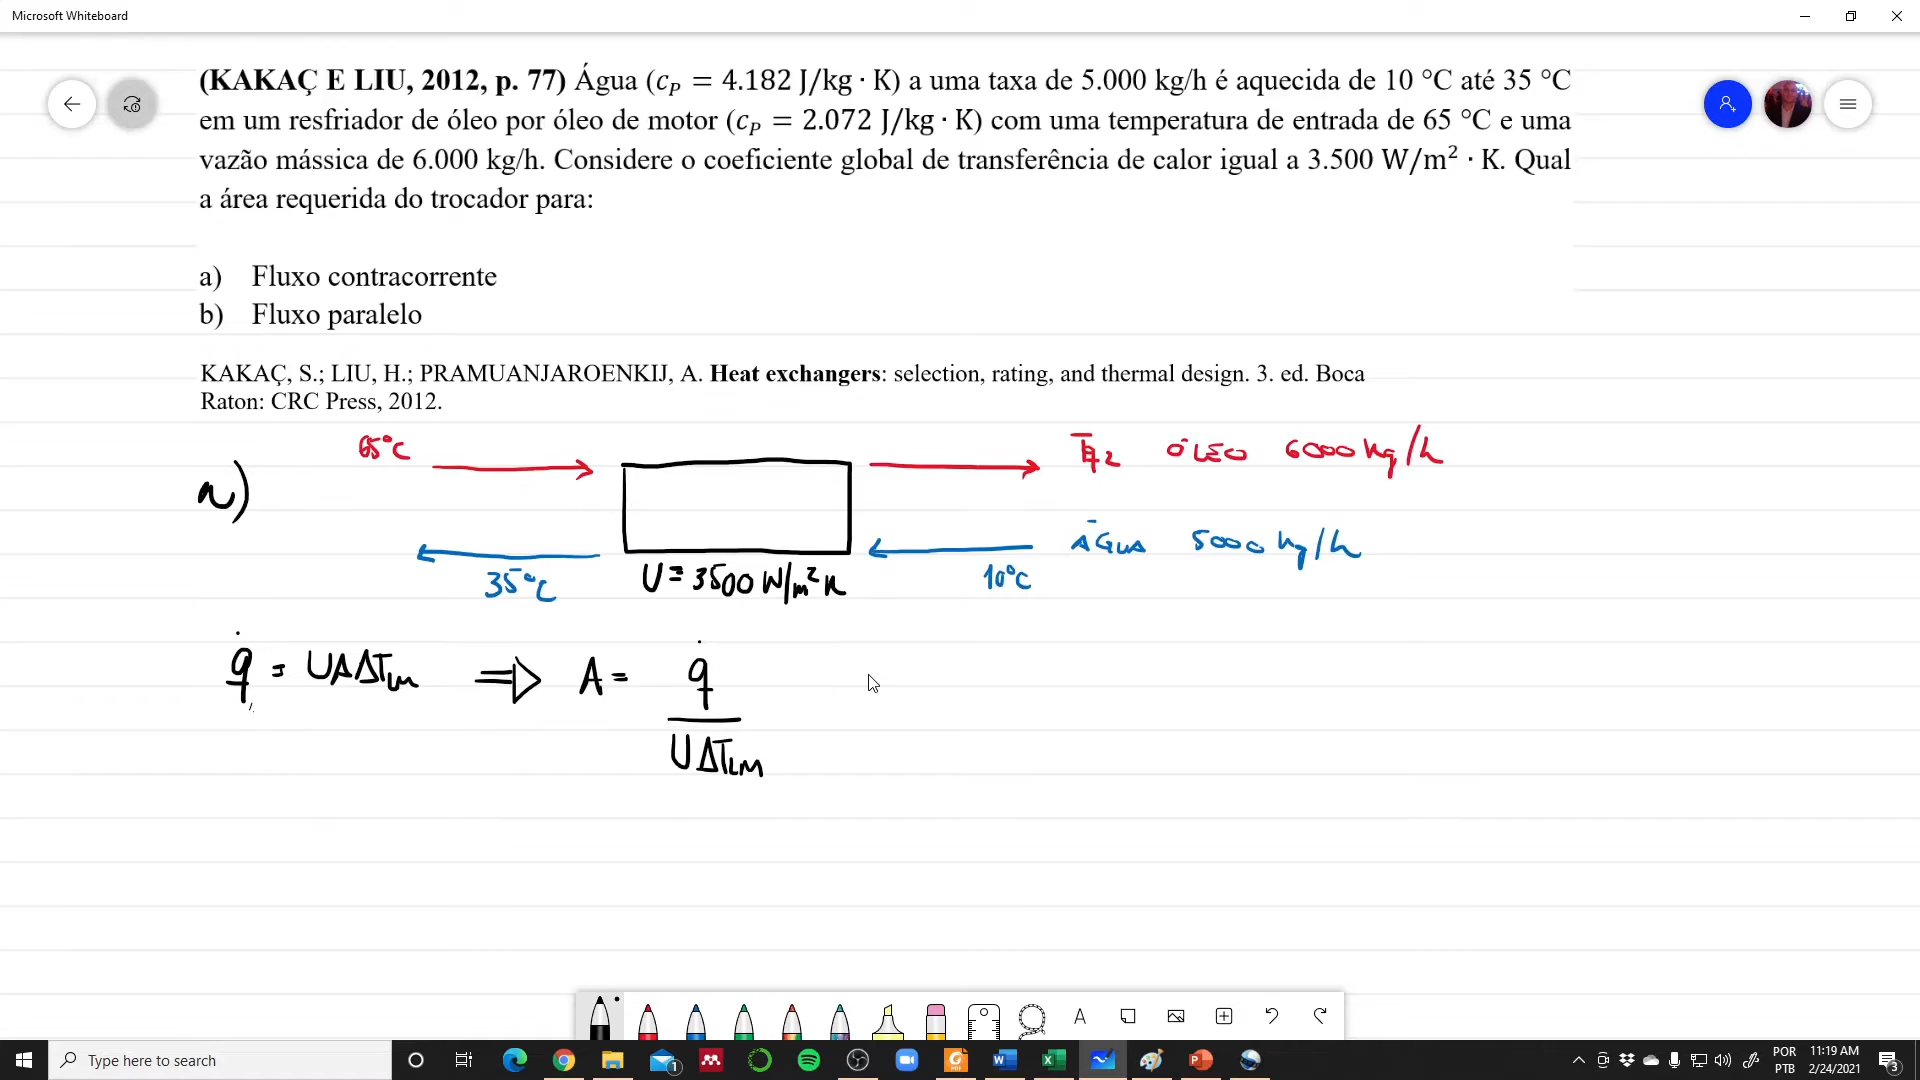 Microsoft Whiteboard
(KAKAÇ E LIU, 2012, p. 77) Água (c_P = 4.182 J/kg · K) a uma taxa de 5.000 kg/h é aquecida de 10 °C até 35 °C
em um resfriador de óleo por óleo de motor (c_P = 2.072 J/kg · K) com uma temperatura de entrada de 65 °C e uma
vazão mássica de 6.000 kg/h. Considere o coeficiente global de transferência de calor igual a 3.500 W/m² · K. Qual
a área requerida do trocador para:
a) Fluxo contracorrente
b) Fluxo paralelo
KAKAÇ, S.; LIU, H.; PRAMUANJAROENKIJ, A. Heat exchangers: selection, rating, and thermal design. 3. ed. Boca
Raton: CRC Press, 2012.
65°C ÓLEO 6000 kg/h
a)
ÁGUA 5000 kg/h
35°C U = 3500 W/m² K 10°C
q̇ = UAΔTLM ⇒ A = q̇
UΔTLM
A
Type here to search
1
POR 11:19 AM
PTB 2/24/2021
3